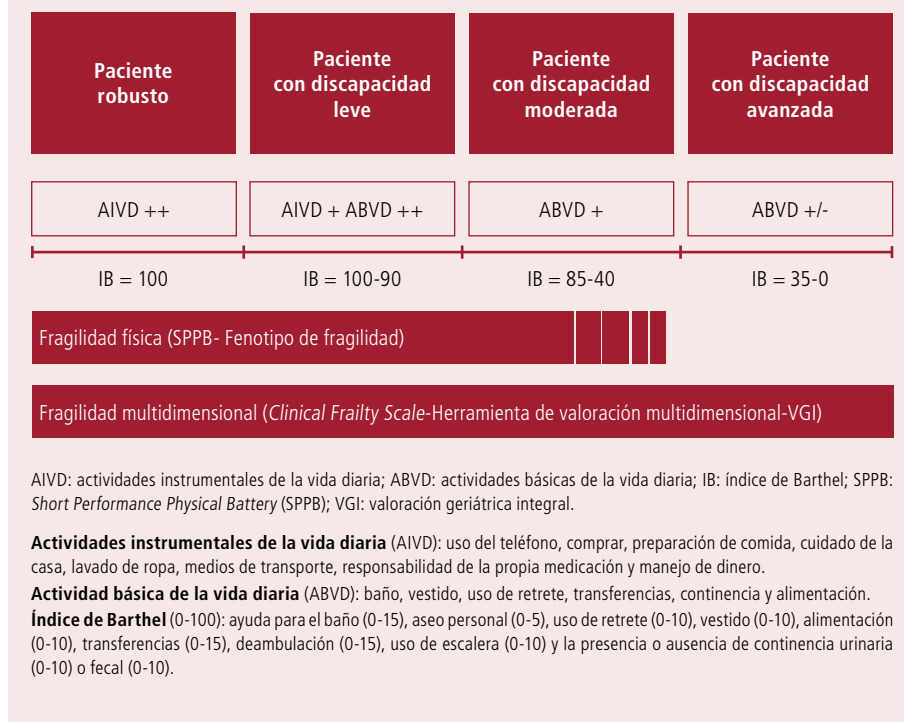 Paciente
robusto
Paciente
con discapacidad
leve
Paciente
con discapacidad
moderada
Paciente
con discapacidad
avanzada
AIVD ++
AIVD + ABVD ++
ABVD +
ABVD +/-
IB = 100
IB = 100-90
IB = 85-40
IB = 35-0
Fragilidad física (SPPB- Fenotipo de fragilidad)
Fragilidad multidimensional (Clinical Frailty Scale-Herramienta de valoración multidimensional-VGI)
AIVD: actividades instrumentales de la vida diaria; ABVD: actividades básicas de la vida diaria; IB: índice de Barthel; SPPB:
Short Performance Physical Battery (SPPB); VGI: valoración geriátrica integral.
Actividades instrumentales de la vida diaria (AIVD): uso del teléfono, comprar, preparación de comida, cuidado de la
casa, lavado de ropa, medios de transporte, responsabilidad de la propia medicación y manejo de dinero.
Actividad básica de la vida diaria (ABVD): baño, vestido, uso de retrete, transferencias, continencia y alimentación.
Índice de Barthel (0-100): ayuda para el baño (0-15), aseo personal (0-5), uso de retrete (0-10), vestido (0-10), alimentación
(0-10), transferencias (0-15), deambulación (0-15), uso de escalera (0-10) y la presencia o ausencia de continencia urinaria
(0-10) o fecal (0-10).